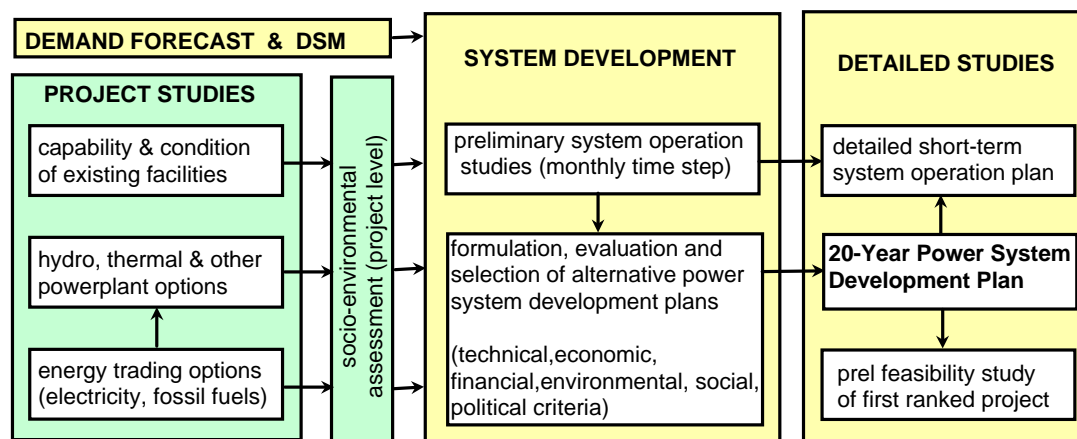 DEMAND FORECAST & DSM
PROJECT STUDIES
capability & condition
of existing facilities
hydro, thermal & other
powerplant options
energy trading options
(electricity, fossil fuels)
socio-environmental
assessment (project level)
SYSTEM DEVELOPMENT
preliminary system operation
studies (monthly time step)
formulation, evaluation and
selection of alternative power
system development plans
(technical,economic,
financial,environmental, social,
political criteria)
DETAILED STUDIES
detailed short-term
system operation plan
20-Year Power System
Development Plan
prel feasibility study
of first ranked project